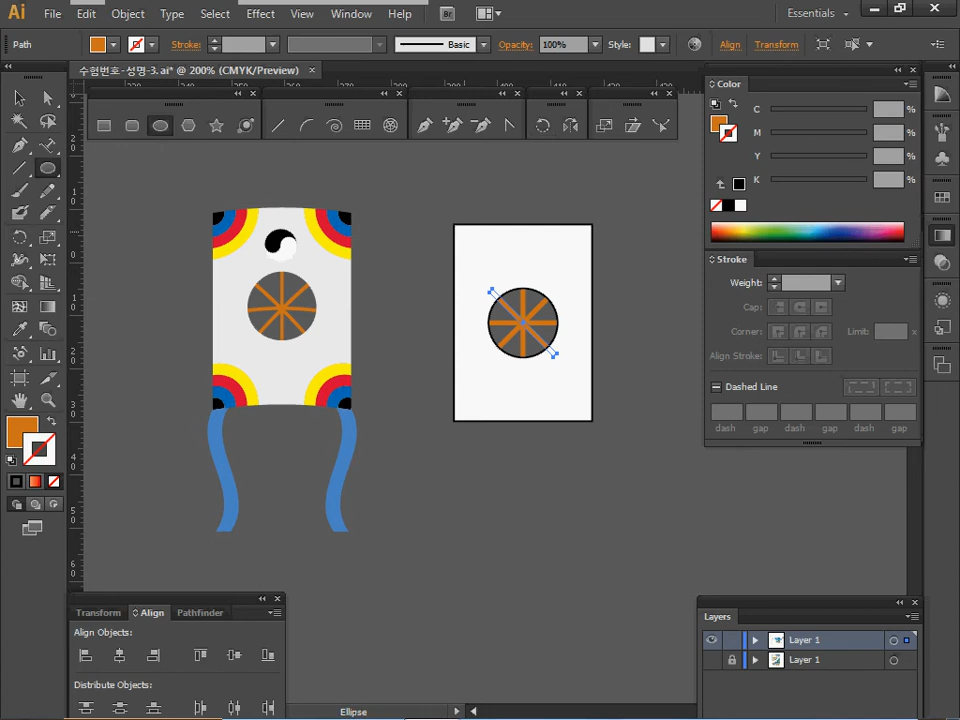 Ai File Edit Object Type Select Effect View Window Help Br Essentials
Path Stroke: Basic Opacity: 100% Style: Align Transform
수험번호-성명-3.ai* @ 200% (CMYK/Preview)
Color
C %
M %
Y %
K %
Stroke
Weight:
Cap:
Corner: Limit: x
Align Stroke:
Dashed Line
dash gap dash gap dash gap
Transform Align Pathfinder
Align Objects:
Distribute Objects:
Layers
Layer 1
Layer 1
Ellipse